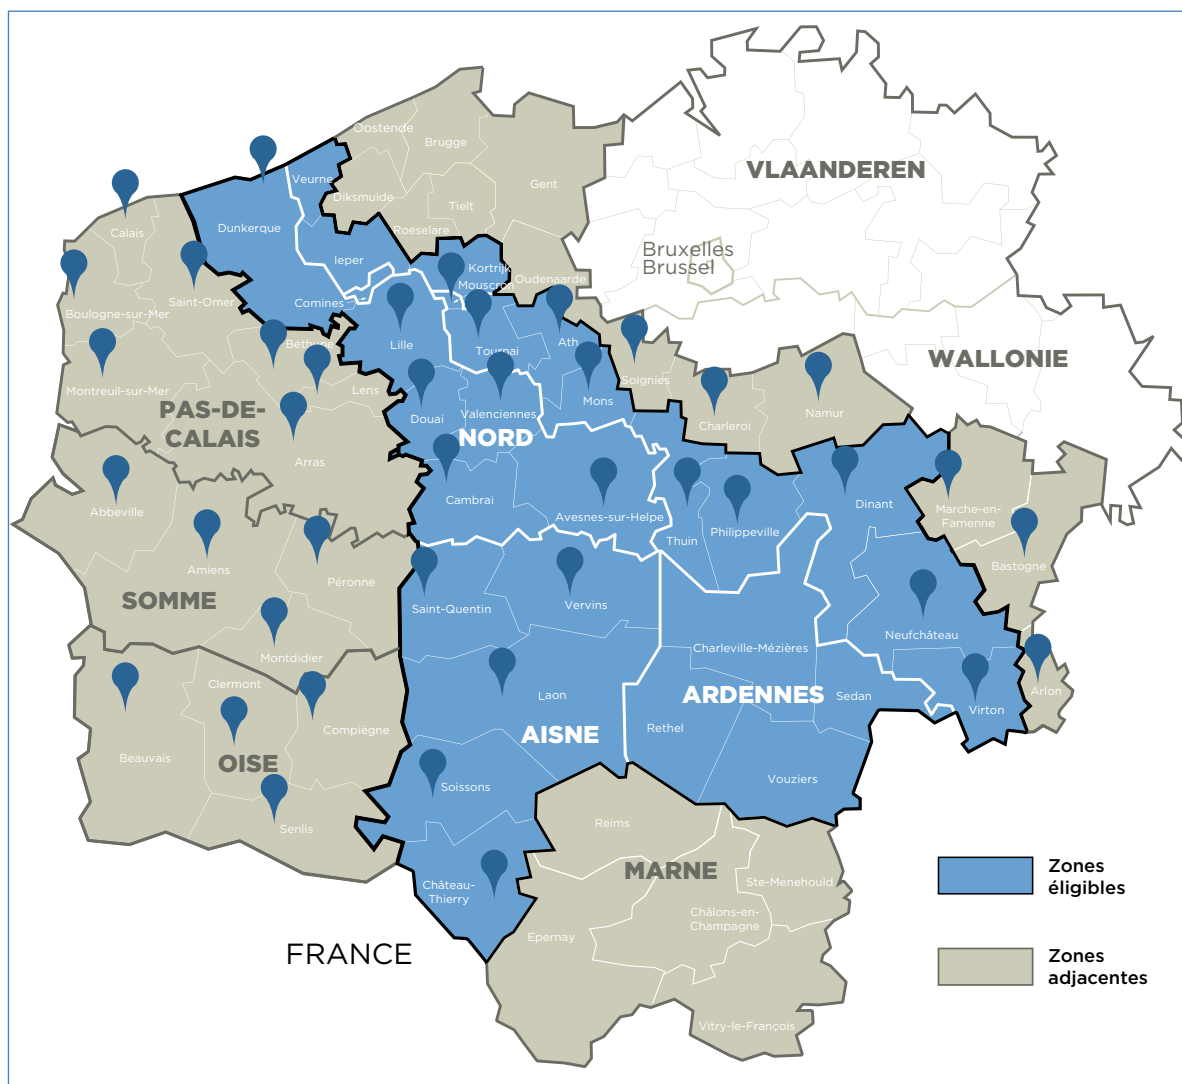 Oostende
Brugge
VLAANDEREN
Veurne
Gent
Diksmuide
Tielt
Dunkerque
Roeselare
Calais
Bruxelles
Brussel
Ieper
Kortrijk
Oudenaarde
Mouscron
Saint-Omer
Comines
Boulogne-sur-Mer
Béthune
Lille
Tournai
Ath
WALLONIE
Soignies
Montreuil-sur-Mer
Lens
Mons
PAS-DE-
CALAIS
Douai
Valenciennes
Charleroi
Namur
NORD
Arras
Cambrai
Abbeville
Avesnes-sur-Helpe
Dinant
Marche-en-
Famenne
Thuin
Philippeville
Bastogne
Amiens
Péronne
SOMME
Saint-Quentin
Vervins
Neufchâteau
Montdidier
Charleville-Mézières
Clermont
Laon
ARDENNES
Sedan
Arlon
Virton
Compiègne
Rethel
AISNE
Beauvais
OISE
Soissons
Vouziers
Senlis
Reims
MARNE
Château-
Thierry
Ste-Menehould
Châlons-en-
Champagne
Epernay
FRANCE
Vitry-le-François
Zones
éligibles
Zones
adjacentes